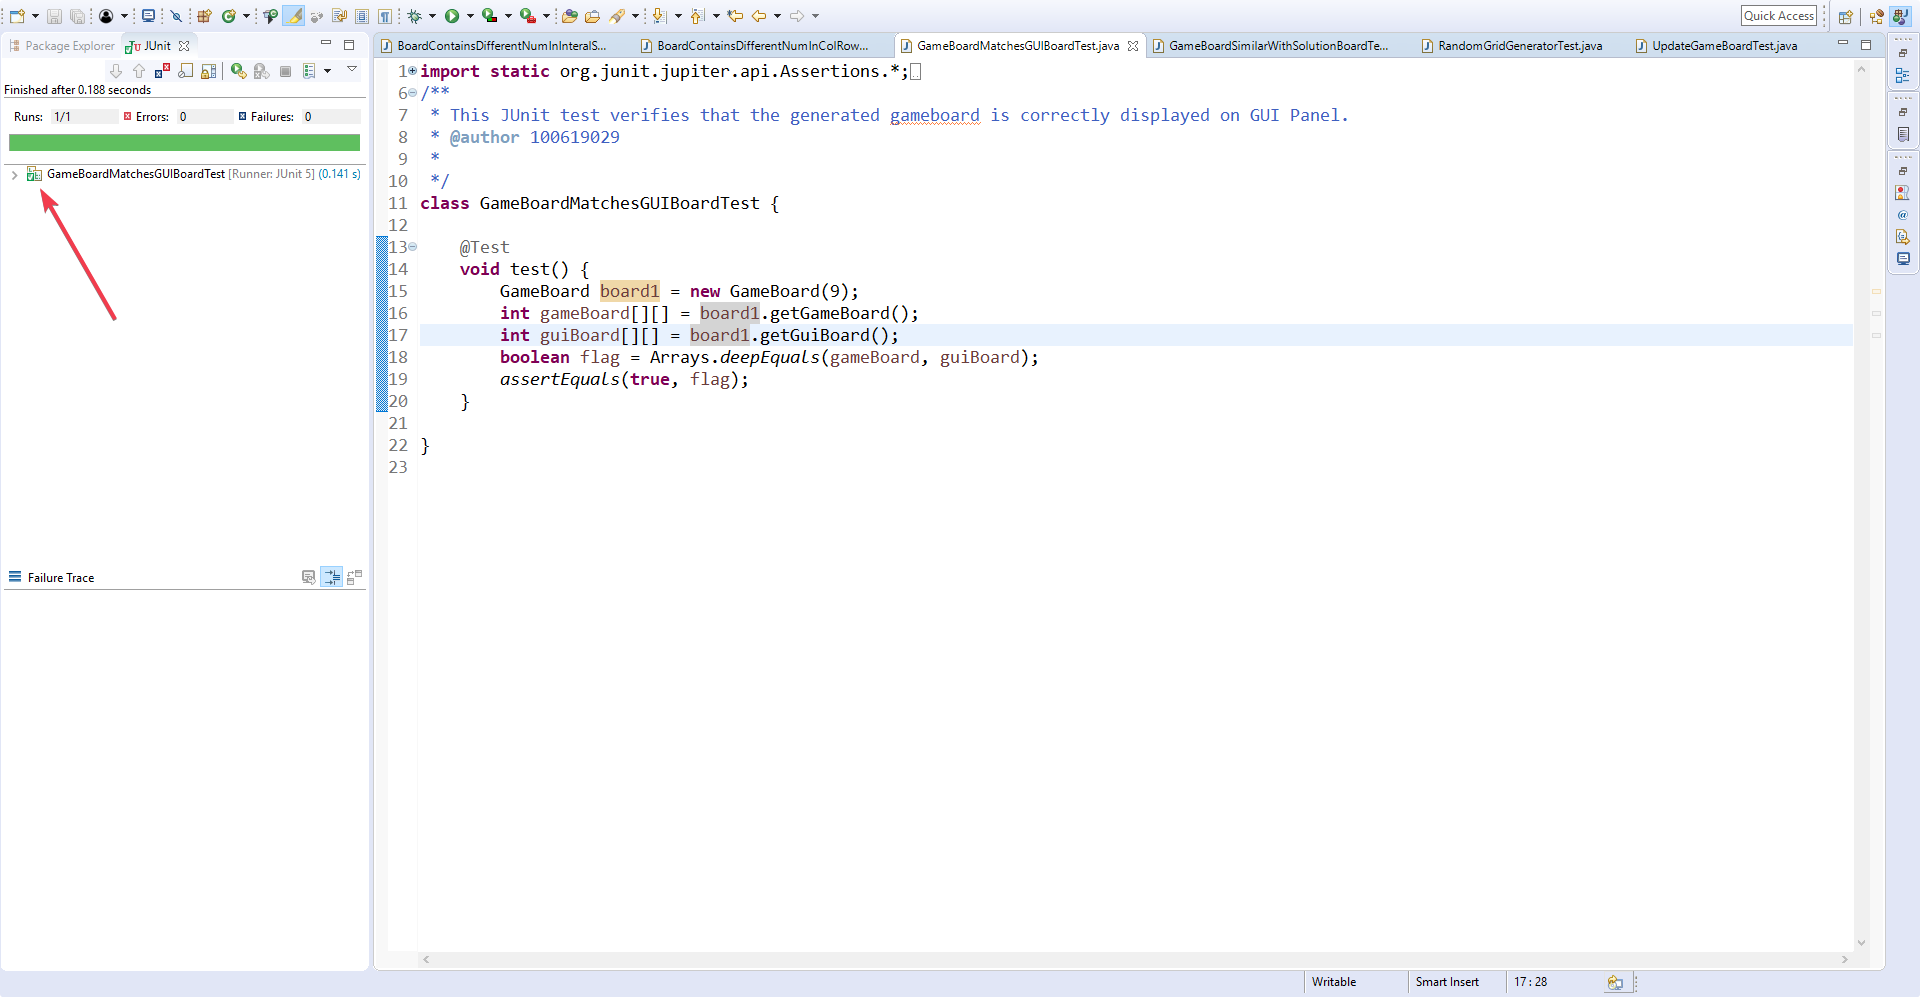 Quick Access
Package Explorer
JUnit
Finished after 0.188 seconds
Runs: 1/1 Errors: 0 Failures: 0
GameBoardMatchesGUIBoardTest [Runner: JUnit 5] (0.141 s)
Failure Trace
BoardContainsDifferentNumInInteralS...
BoardContainsDifferentNumInColRow...
GameBoardMatchesGUIBoardTest.java
GameBoardSimilarWithSolutionBoardTe...
RandomGridGeneratorTest.java
UpdateGameBoardTest.java
1 import static org.junit.jupiter.api.Assertions.*;
6 /**
7 * This JUnit test verifies that the generated gameboard is correctly displayed on GUI Panel.
8 * @author 100619029
9 *
10 */
11 class GameBoardMatchesGUIBoardTest {
12
13 @Test
14 void test() {
15 GameBoard board1 = new GameBoard(9);
16 int gameBoard[][] = board1.getGameBoard();
17 int guiBoard[][] = board1.getGuiBoard();
18 boolean flag = Arrays.deepEquals(gameBoard, guiBoard);
19 assertEquals(true, flag);
20 }
21
22 }
23
Writable
Smart Insert
17 : 28